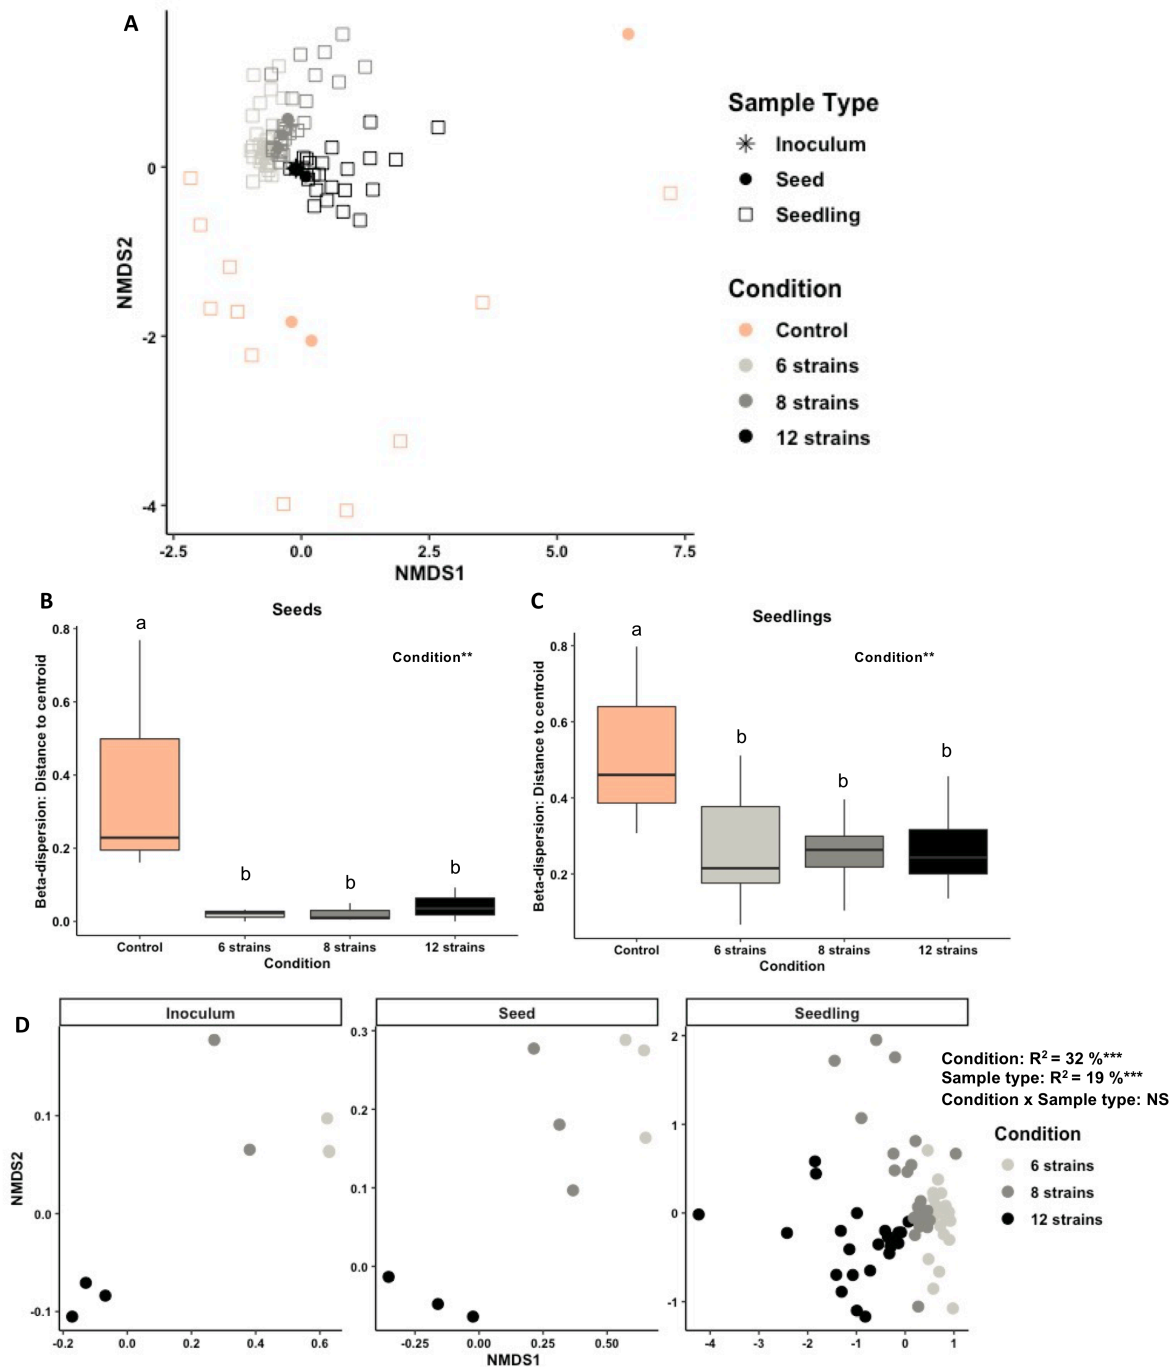 A
Sample Type
Inoculum
Seed
Seedling
Condition
Control
6 strains
8 strains
12 strains
0
-2
-4
NMDS2
-2.5
0.0
2.5
5.0
7.5
NMDS1
B
Seeds
Condition**
a
b
b
b
0.8
0.6
0.4
0.2
0.0
Beta-dispersion: Distance to centroid
Control
6 strains
8 strains
12 strains
Condition
C
Seedlings
Condition**
a
b
b
b
0.8
0.6
0.4
0.2
Beta-dispersion: Distance to centroid
Control
6 strains
8 strains
12 strains
Condition
D
Inoculum
0.1
0.0
-0.1
NMDS2
-0.2
0.0
0.2
0.4
0.6
Seed
0.3
0.2
0.1
0.0
-0.25
0.00
0.25
0.50
NMDS1
Seedling
2
1
0
-1
-4
-3
-2
-1
0
1
Condition: R² = 32 %***
Sample type: R² = 19 %***
Condition x Sample type: NS
Condition
6 strains
8 strains
12 strains